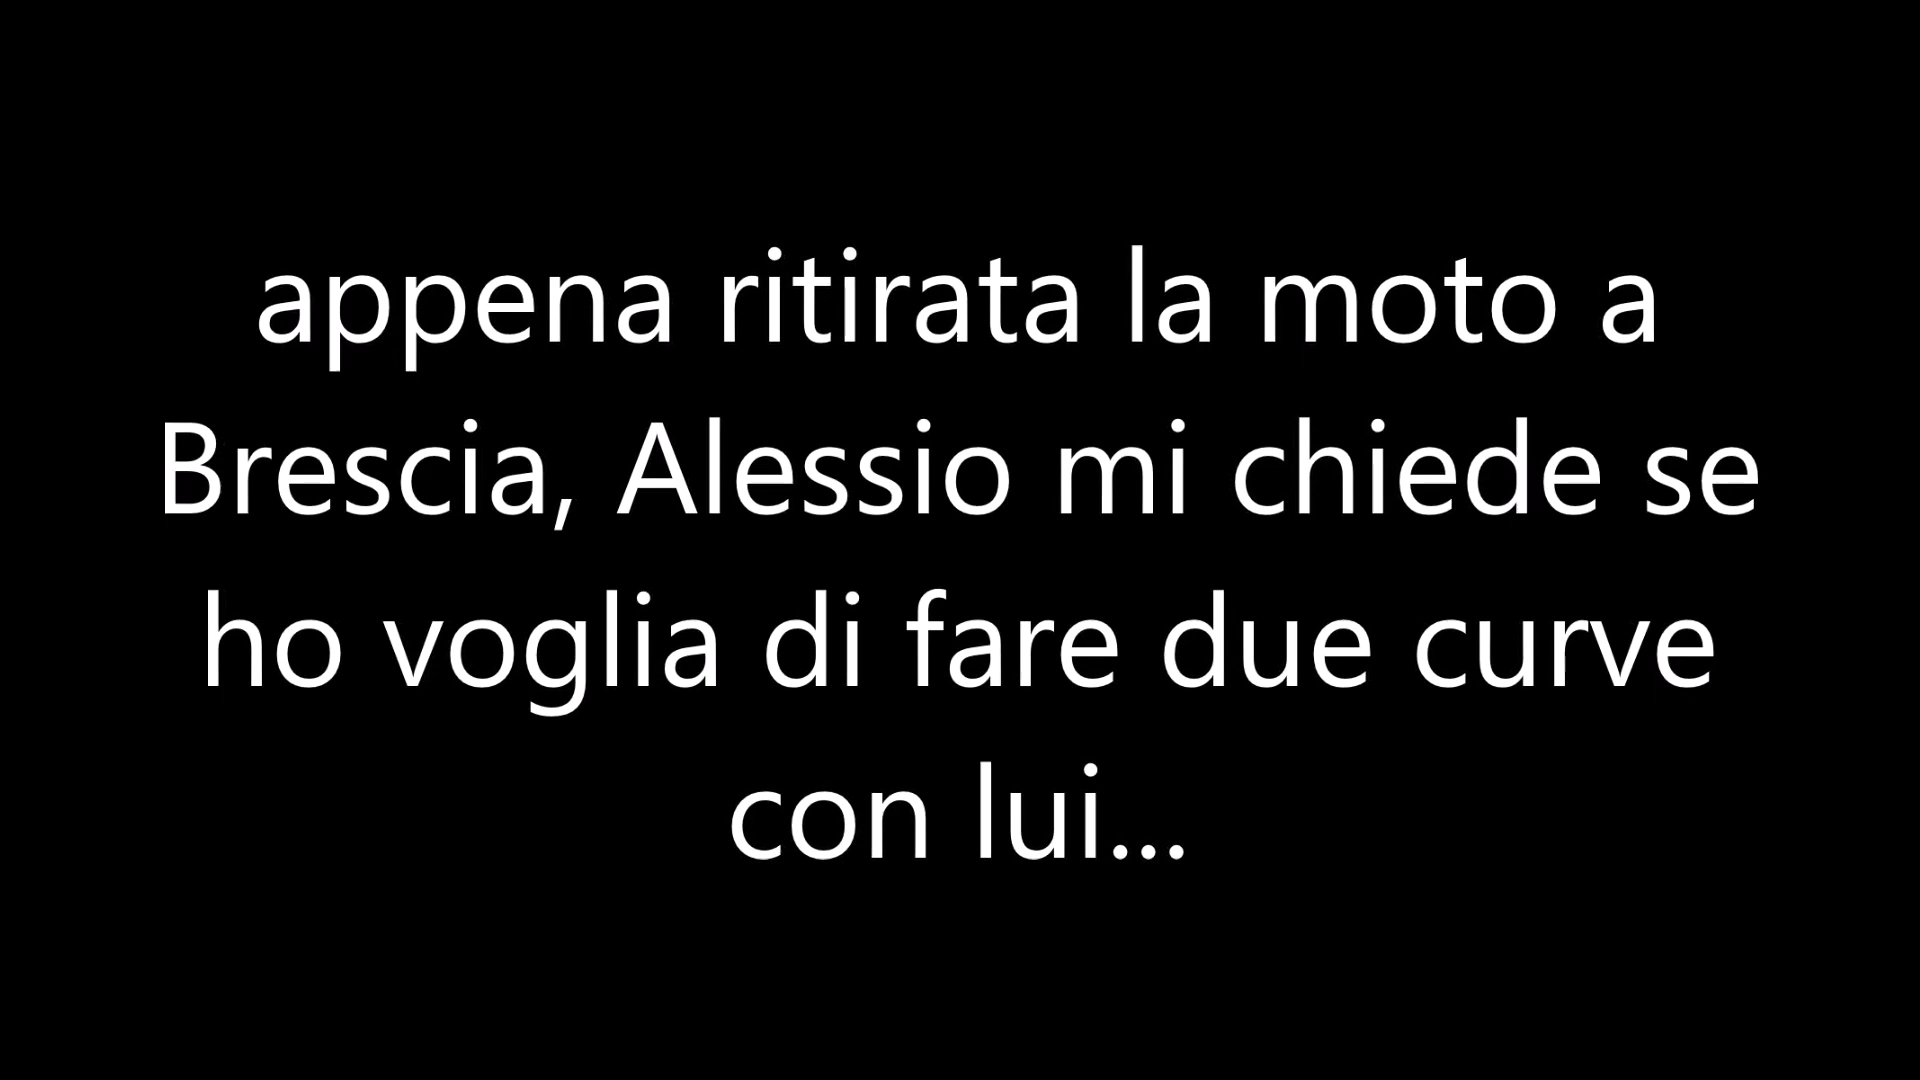 appena ritirata la moto a
Brescia, Alessio mi chiede se
ho voglia di fare due curve
con lui...